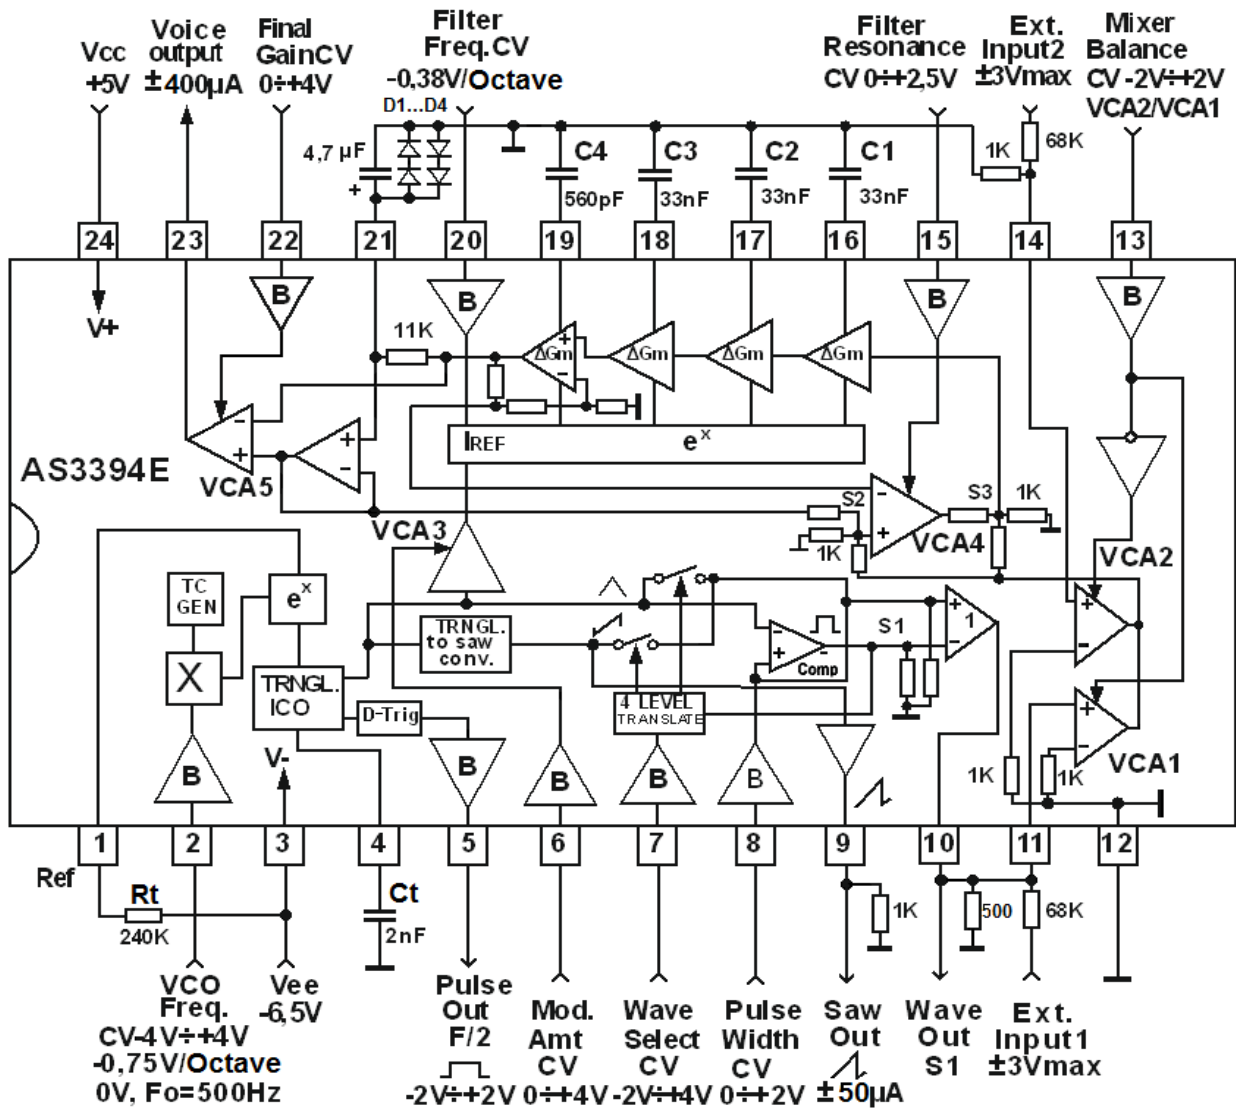 Vcc
+5V
Voice
output
±400µA
Final
GainCV
0÷+4V
Filter
Freq.CV
-0,38V/Octave
D1...D4
Filter
Resonance
CV 0÷+2,5V
Ext.
Input2
±3Vmax
Mixer
Balance
CV -2V÷+2V
VCA2/VCA1
4,7 µF
+
C4
560pF
C3
33nF
C2
33nF
C1
33nF
1K
68K
24
23
22
21
20
19
18
17
16
15
14
13
V+
B
B
B
B
11K
ΔGm
+
-
ΔGm
ΔGm
ΔGm
IREF
e^x
-
+
VCA5
+
-
AS3394E
VCA3
S2
1K
-
+
VCA4
S3
1K
VCA2
+
-
TC
GEN
e^x
X
TRNGL.
ICO
TRNGL.
to saw
conv.
D-Trig
4 LEVEL
TRANSLATE
-
+
-
Comp
S1
+
-
1
+
-
VCA1
1K
1K
V-
B
B
B
B
B
1
2
3
4
5
6
7
8
9
10
11
12
Ref
Rt
240K
Ct
2nF
1K
500
68K
VCO
Freq.
CV-4V÷+4V
-0,75V/Octave
0V, Fo=500Hz
Vee
-6,5V
Pulse
Out
F/2
-2V÷+2V
Mod.
Amt
CV
0÷+4V
Wave
Select
CV
-2V÷+4V
Pulse
Width
CV
0÷+2V
Saw
Out
±50µA
Wave
Out
S1
Ext.
Input1
±3Vmax